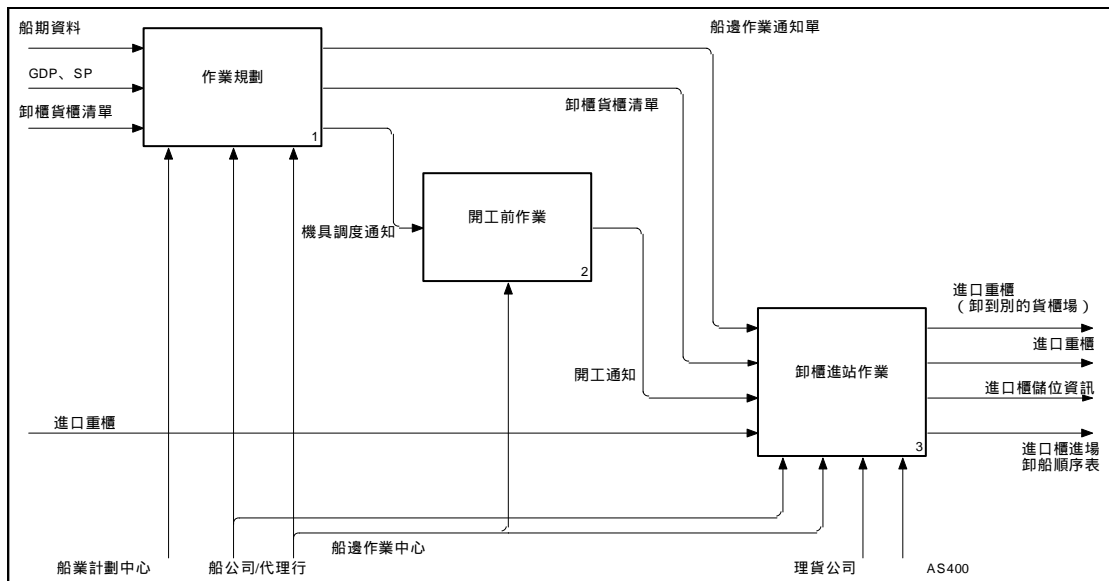 船期資料
船邊作業通知單
GDP、SP
作業規劃
卸櫃貨櫃清單
卸櫃貨櫃清單
1
機具調度通知
開工前作業
2
進口重櫃
（卸到別的貨櫃場）
進口重櫃
開工通知
卸櫃進站作業
進口櫃儲位資訊
進口重櫃
3
進口櫃進場
卸船順序表
船邊作業中心
船業計劃中心
船公司/代理行
理貨公司
AS400